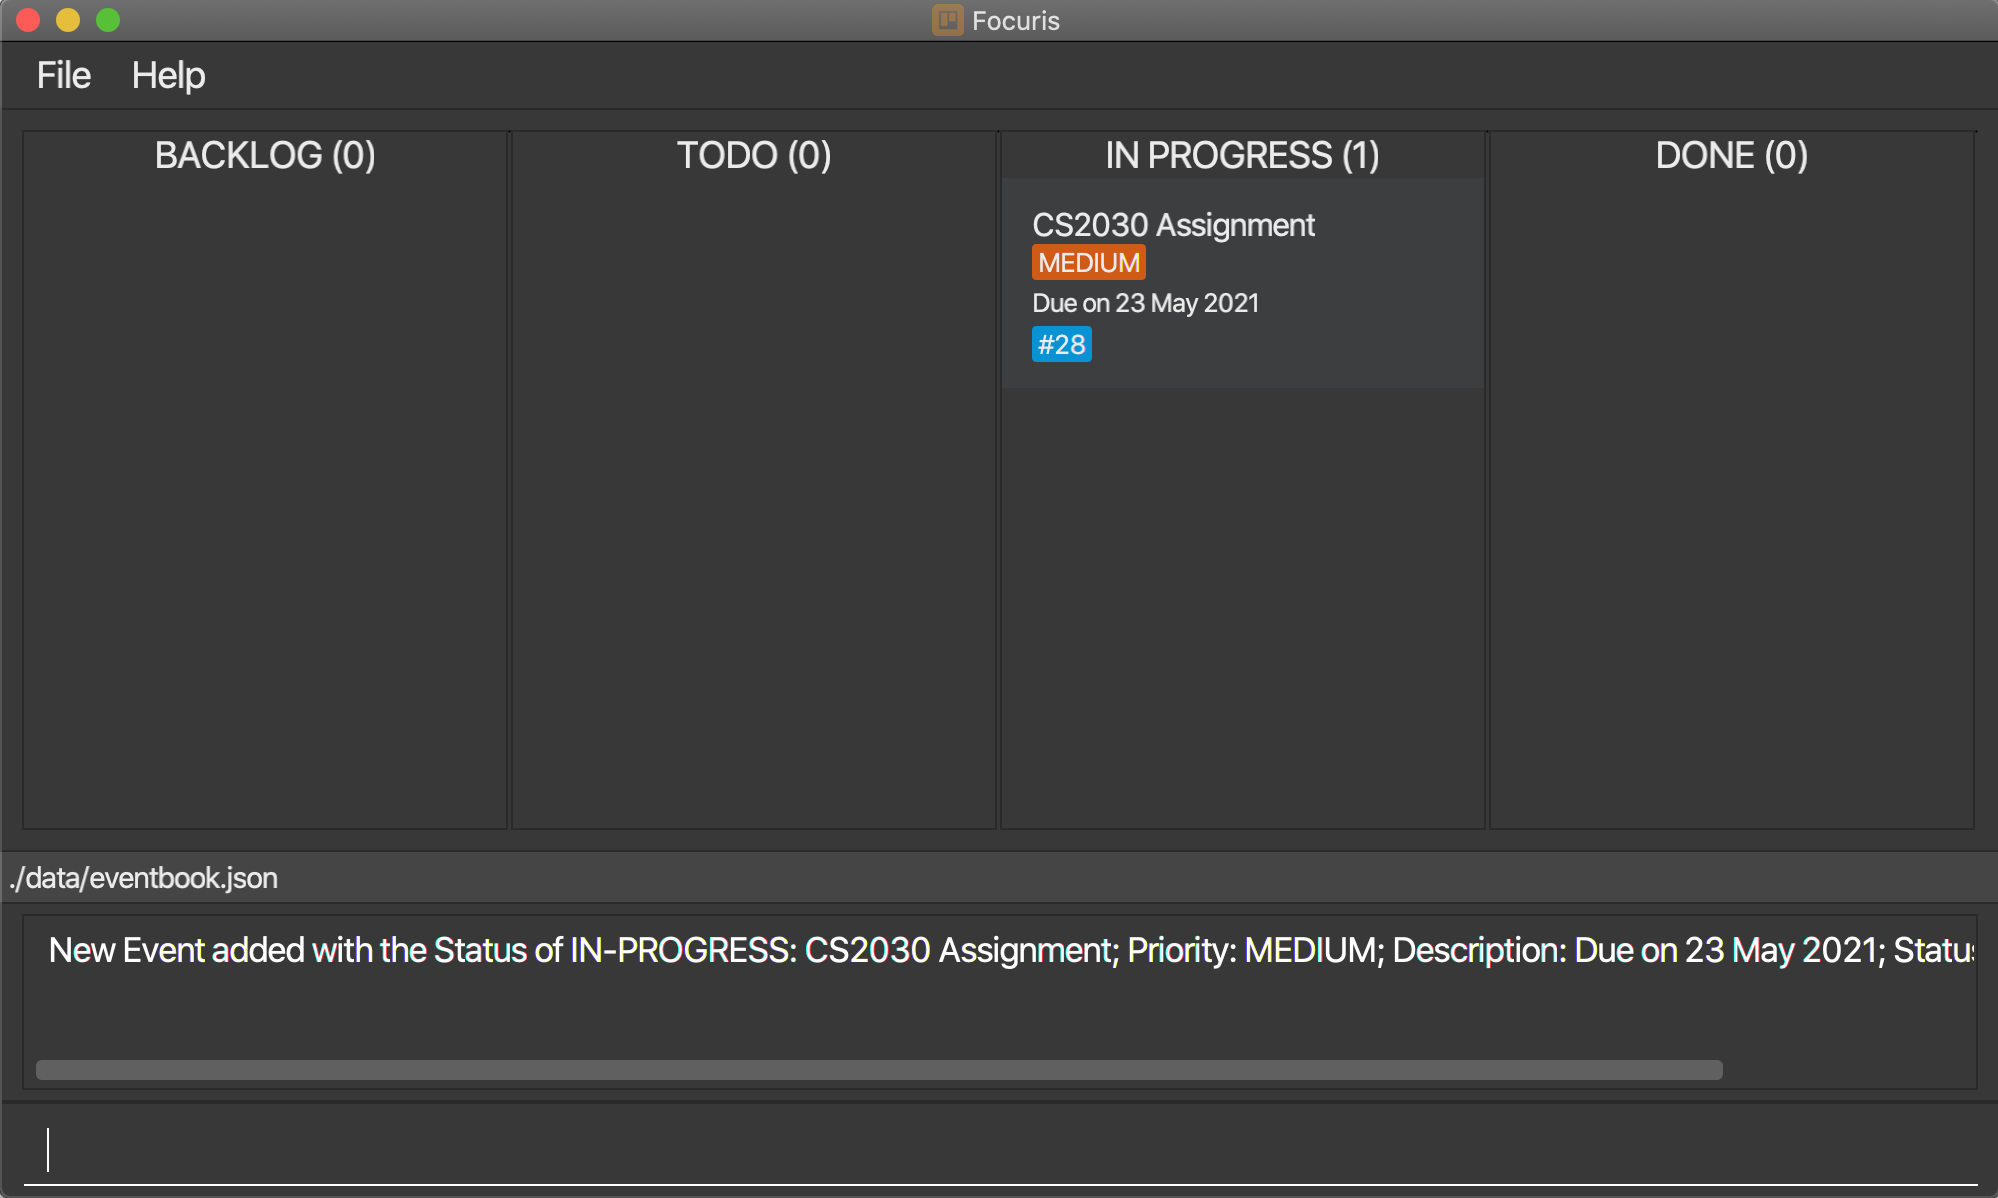 Focuris
File Help
BACKLOG (0) TODO (0) IN PROGRESS (1) DONE (0)
CS2030 Assignment
MEDIUM
Due on 23 May 2021
#28
./data/eventbook.json
New Event added with the Status of IN-PROGRESS: CS2030 Assignment; Priority: MEDIUM; Description: Due on 23 May 2021; Status